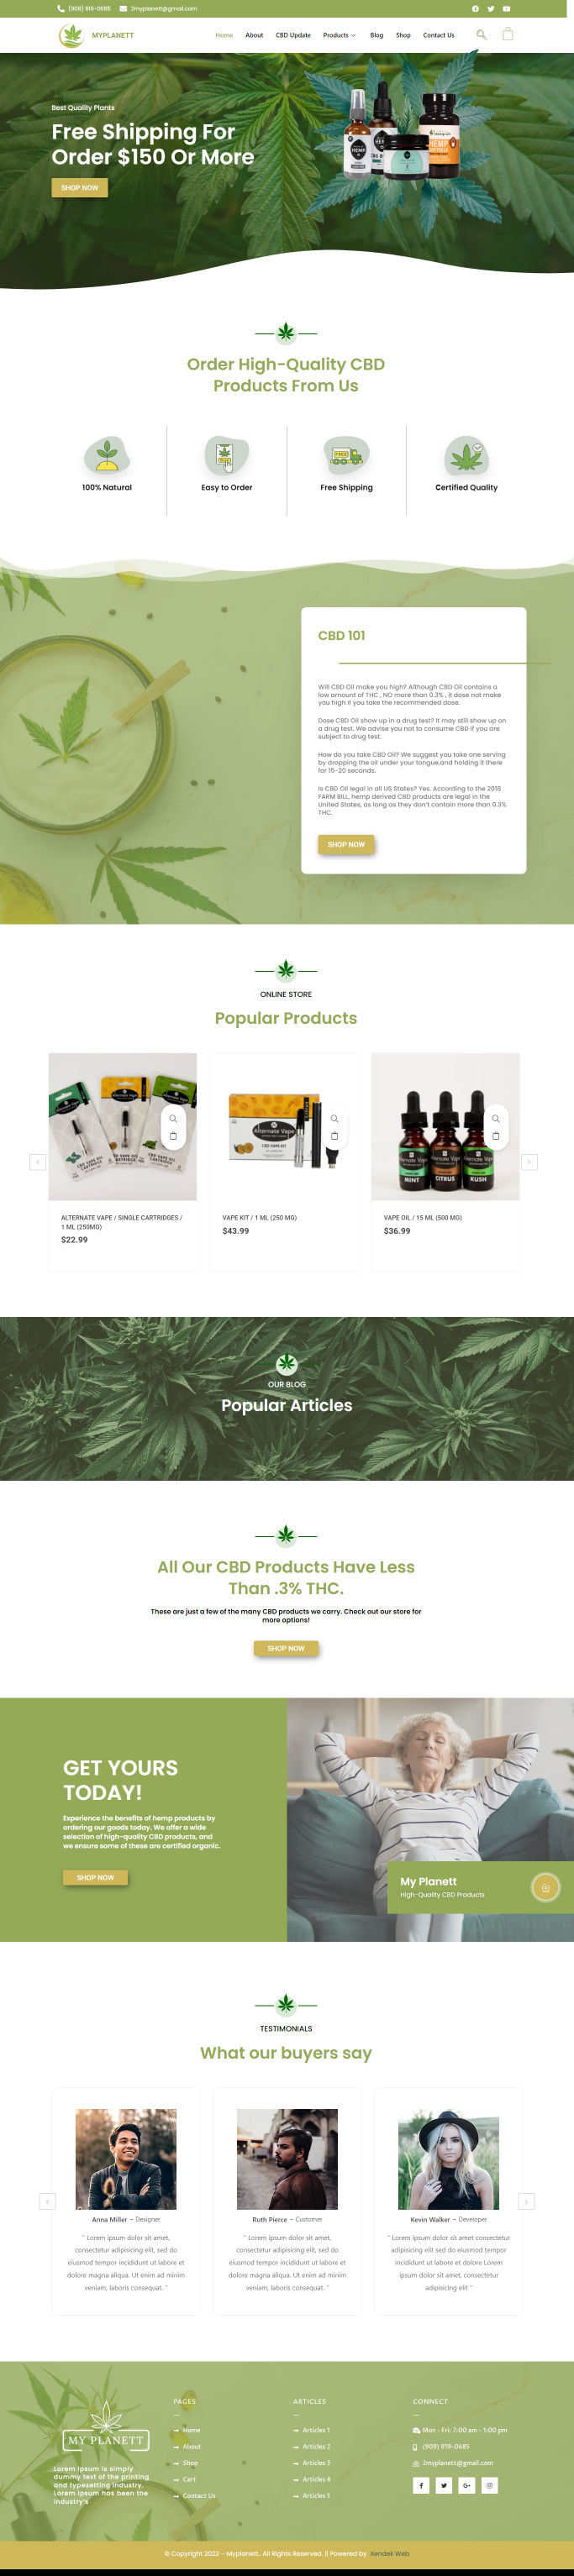 (909) 919-0685 2myplanett@gmail.com
MYPLANETT
Home About CBD Update Products Blog Shop Contact Us
Best Quality Plants
Free Shipping For
Order $150 Or More
SHOP NOW
HEMP
HEMP
Order High-Quality CBD
Products From Us
100% Natural
Easy to Order
FREE
Free Shipping
Certified Quality
CBD 101
Will CBD Oil make you high? Although CBD Oil contains a
low amount of THC , NO more than 0.3% , it dose not make
you high if you take the recommended dose.
Dose CBD Oil show up in a drug test? It may still show up on
a drug test. We advise you not to consume CBD if you are
subject to drug test.
How do you take CBD Oil? We suggest you take one serving
by dropping the oil under your tongue,and holding it there
for 15-20 seconds.
Is CBD Oil legal in all US States? Yes. According to the 2018
FARM BILL, hemp derived CBD products are legal in the
United States, as long as they don't contain more than 0.3%
THC.
SHOP NOW
ONLINE STORE
Popular Products
Alternate Vape
MINT CITRUS KUSH
ALTERNATE VAPE / SINGLE CARTRIDGES /
1 ML (250MG)
$22.99
VAPE KIT / 1 ML (250 MG)
$43.99
VAPE OIL / 15 ML (500 MG)
$36.99
OUR BLOG
Popular Articles
All Our CBD Products Have Less
Than .3% THC.
These are just a few of the many CBD products we carry. Check out our store for
more options!
SHOP NOW
GET YOURS
TODAY!
Experience the benefits of hemp products by
ordering our goods today. We offer a wide
selection of high-quality CBD products, and
we ensure some of these are certified organic.
SHOP NOW
My Planett
High-Quality CBD Products
TESTIMONIALS
What our buyers say
Anna Miller - Designer
" Lorem ipsum dolor sit amet,
consectetur adipisicing elit, sed do
eiusmod tempor incididunt ut labore et
dolore magna aliqua. Ut enim ad minim
veniam, laboris consequat. "
Ruth Pierce - Customer
" Lorem ipsum dolor sit amet,
consectetur adipisicing elit, sed do
eiusmod tempor incididunt ut labore et
dolore magna aliqua. Ut enim ad minim
veniam, laboris consequat. "
Kevin Walker - Developer
" Lorem ipsum dolor sit amet consectetur
adipisicing elit sed do eiusmod tempor
incididunt ut labore et dolore Lorem
ipsum dolor sit amet, consectetur
adipisicing elit "
MY PLANETT
Lorem Ipsum is simply
dummy text of the printing
and typesetting industry.
Lorem Ipsum has been the
industry's
PAGES
Home
About
Shop
Cart
Contact Us
ARTICLES
Articles 1
Articles 2
Articles 3
Articles 4
Articles 5
CONNECT
Mon - Fri: 7:00 am - 1:00 pm
(909) 919-0685
2myplanett@gmail.com
© Copyright 2022 - Myplanett. All Rights Reserved. || Powered by Xendek Web